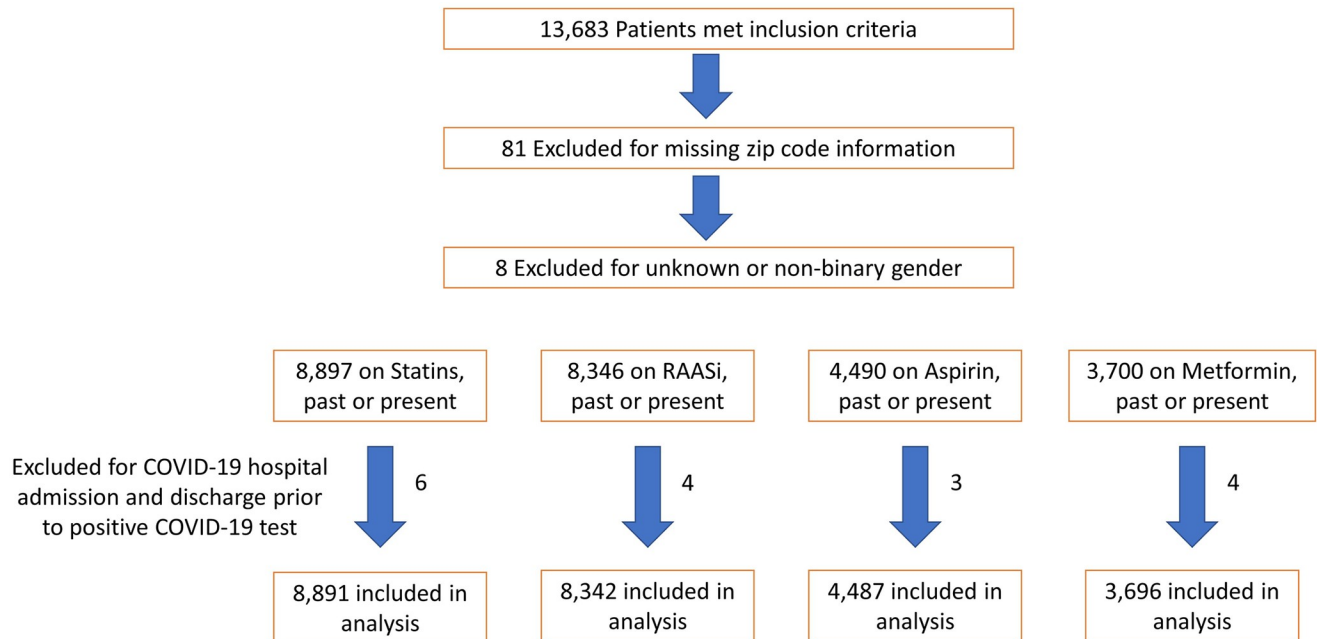 13,683 Patients met inclusion criteria
81 Excluded for missing zip code information
8 Excluded for unknown or non-binary gender
8,897 on Statins,
past or present
8,346 on RAASi,
past or present
4,490 on Aspirin,
past or present
3,700 on Metformin,
past or present
Excluded for COVID-19 hospital
admission and discharge prior
to positive COVID-19 test
6
4
3
4
8,891 included in
analysis
8,342 included in
analysis
4,487 included in
analysis
3,696 included in
analysis